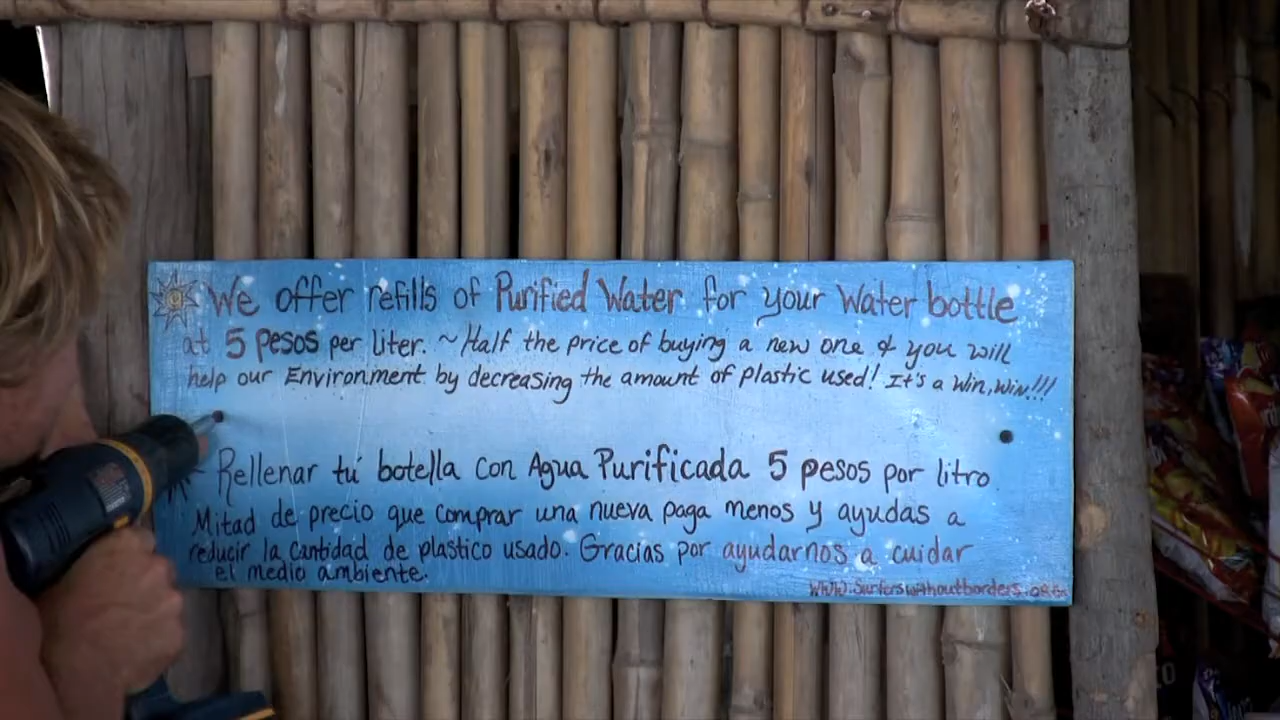 We offer refills of Purified Water for your Water bottle
at 5 pesos per liter. ~Half the price of buying a new one & you will
help our Environment by decreasing the amount of plastic used! It's a Win, Win!!!
Rellenar tú botella con Agua Purificada 5 pesos por litro
Mitad de precio que comprar una nueva paga menos y ayudas a
reducir la cantidad de plastico usado. Gracias por ayudarnos a cuidar
el medio ambiente.
www.surferswithoutborders.org